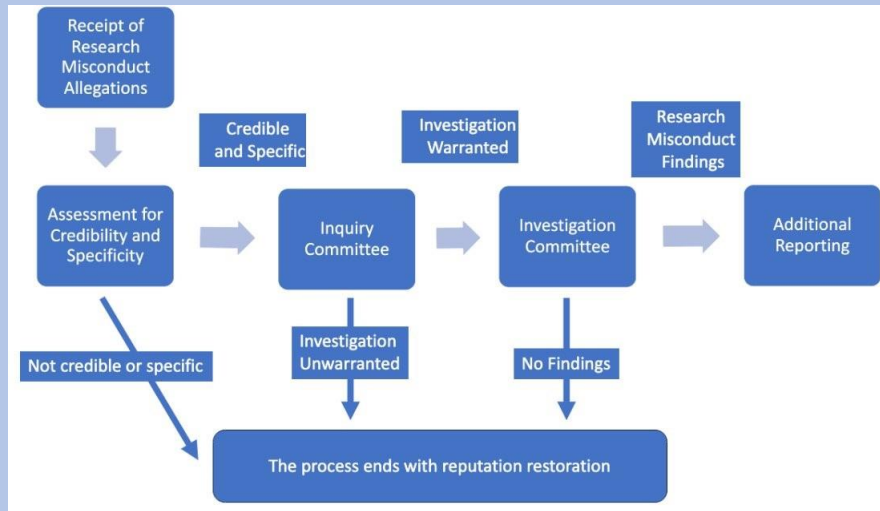 Receipt of
Research
Misconduct
Allegations
Credible
and Specific
Investigation
Warranted
Research
Misconduct
Findings
Assessment for
Credibility and
Specificity
Inquiry
Committee
Investigation
Committee
Additional
Reporting
Not credible or specific
Investigation
Unwarranted
No Findings
The process ends with reputation restoration